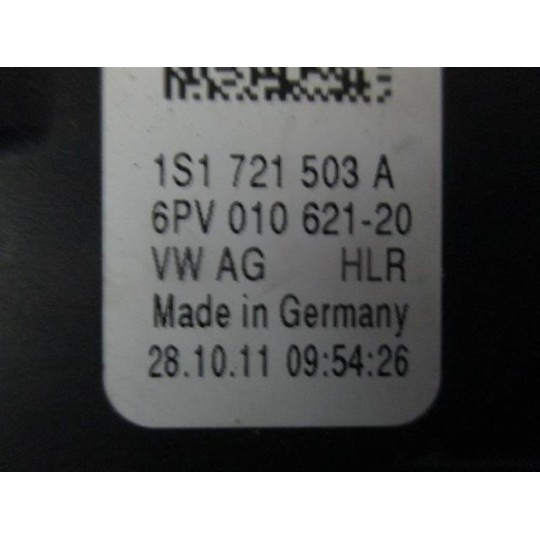 1S1 721 503 A
6PV 010 621-20
VW AG HLR
Made in Germany
28.10.11 09:54:26